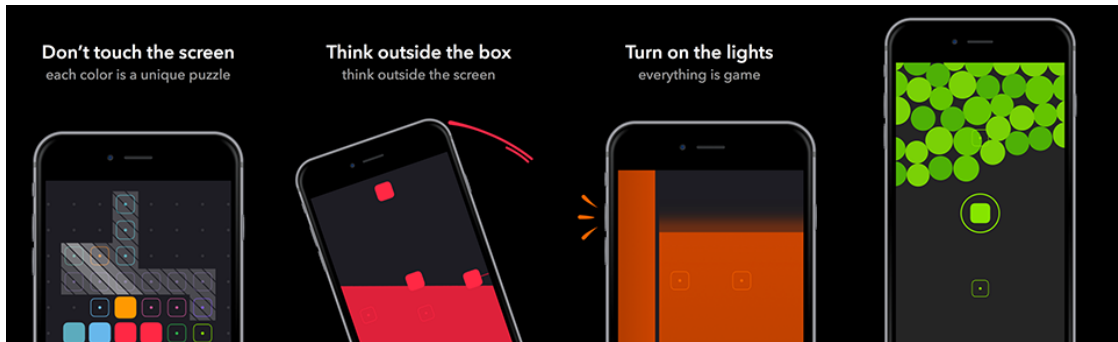 Don't touch the screen
each color is a unique puzzle
Think outside the box
think outside the screen
Turn on the lights
everything is game